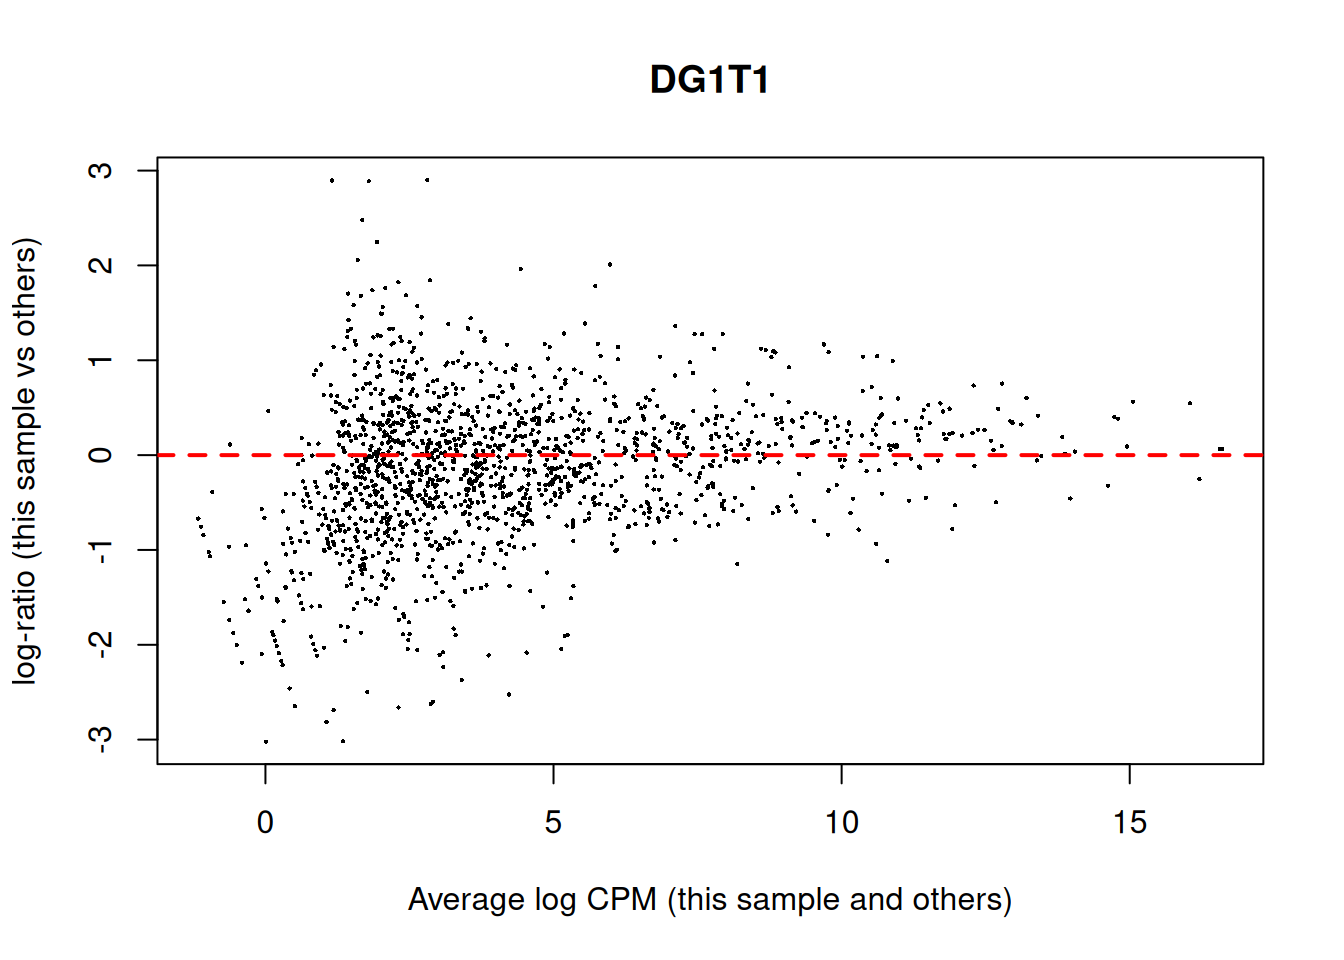 DG1T1
log-ratio (this sample vs others)
3
2
1
0
-1
-2
-3
0 5 10 15
Average log CPM (this sample and others)